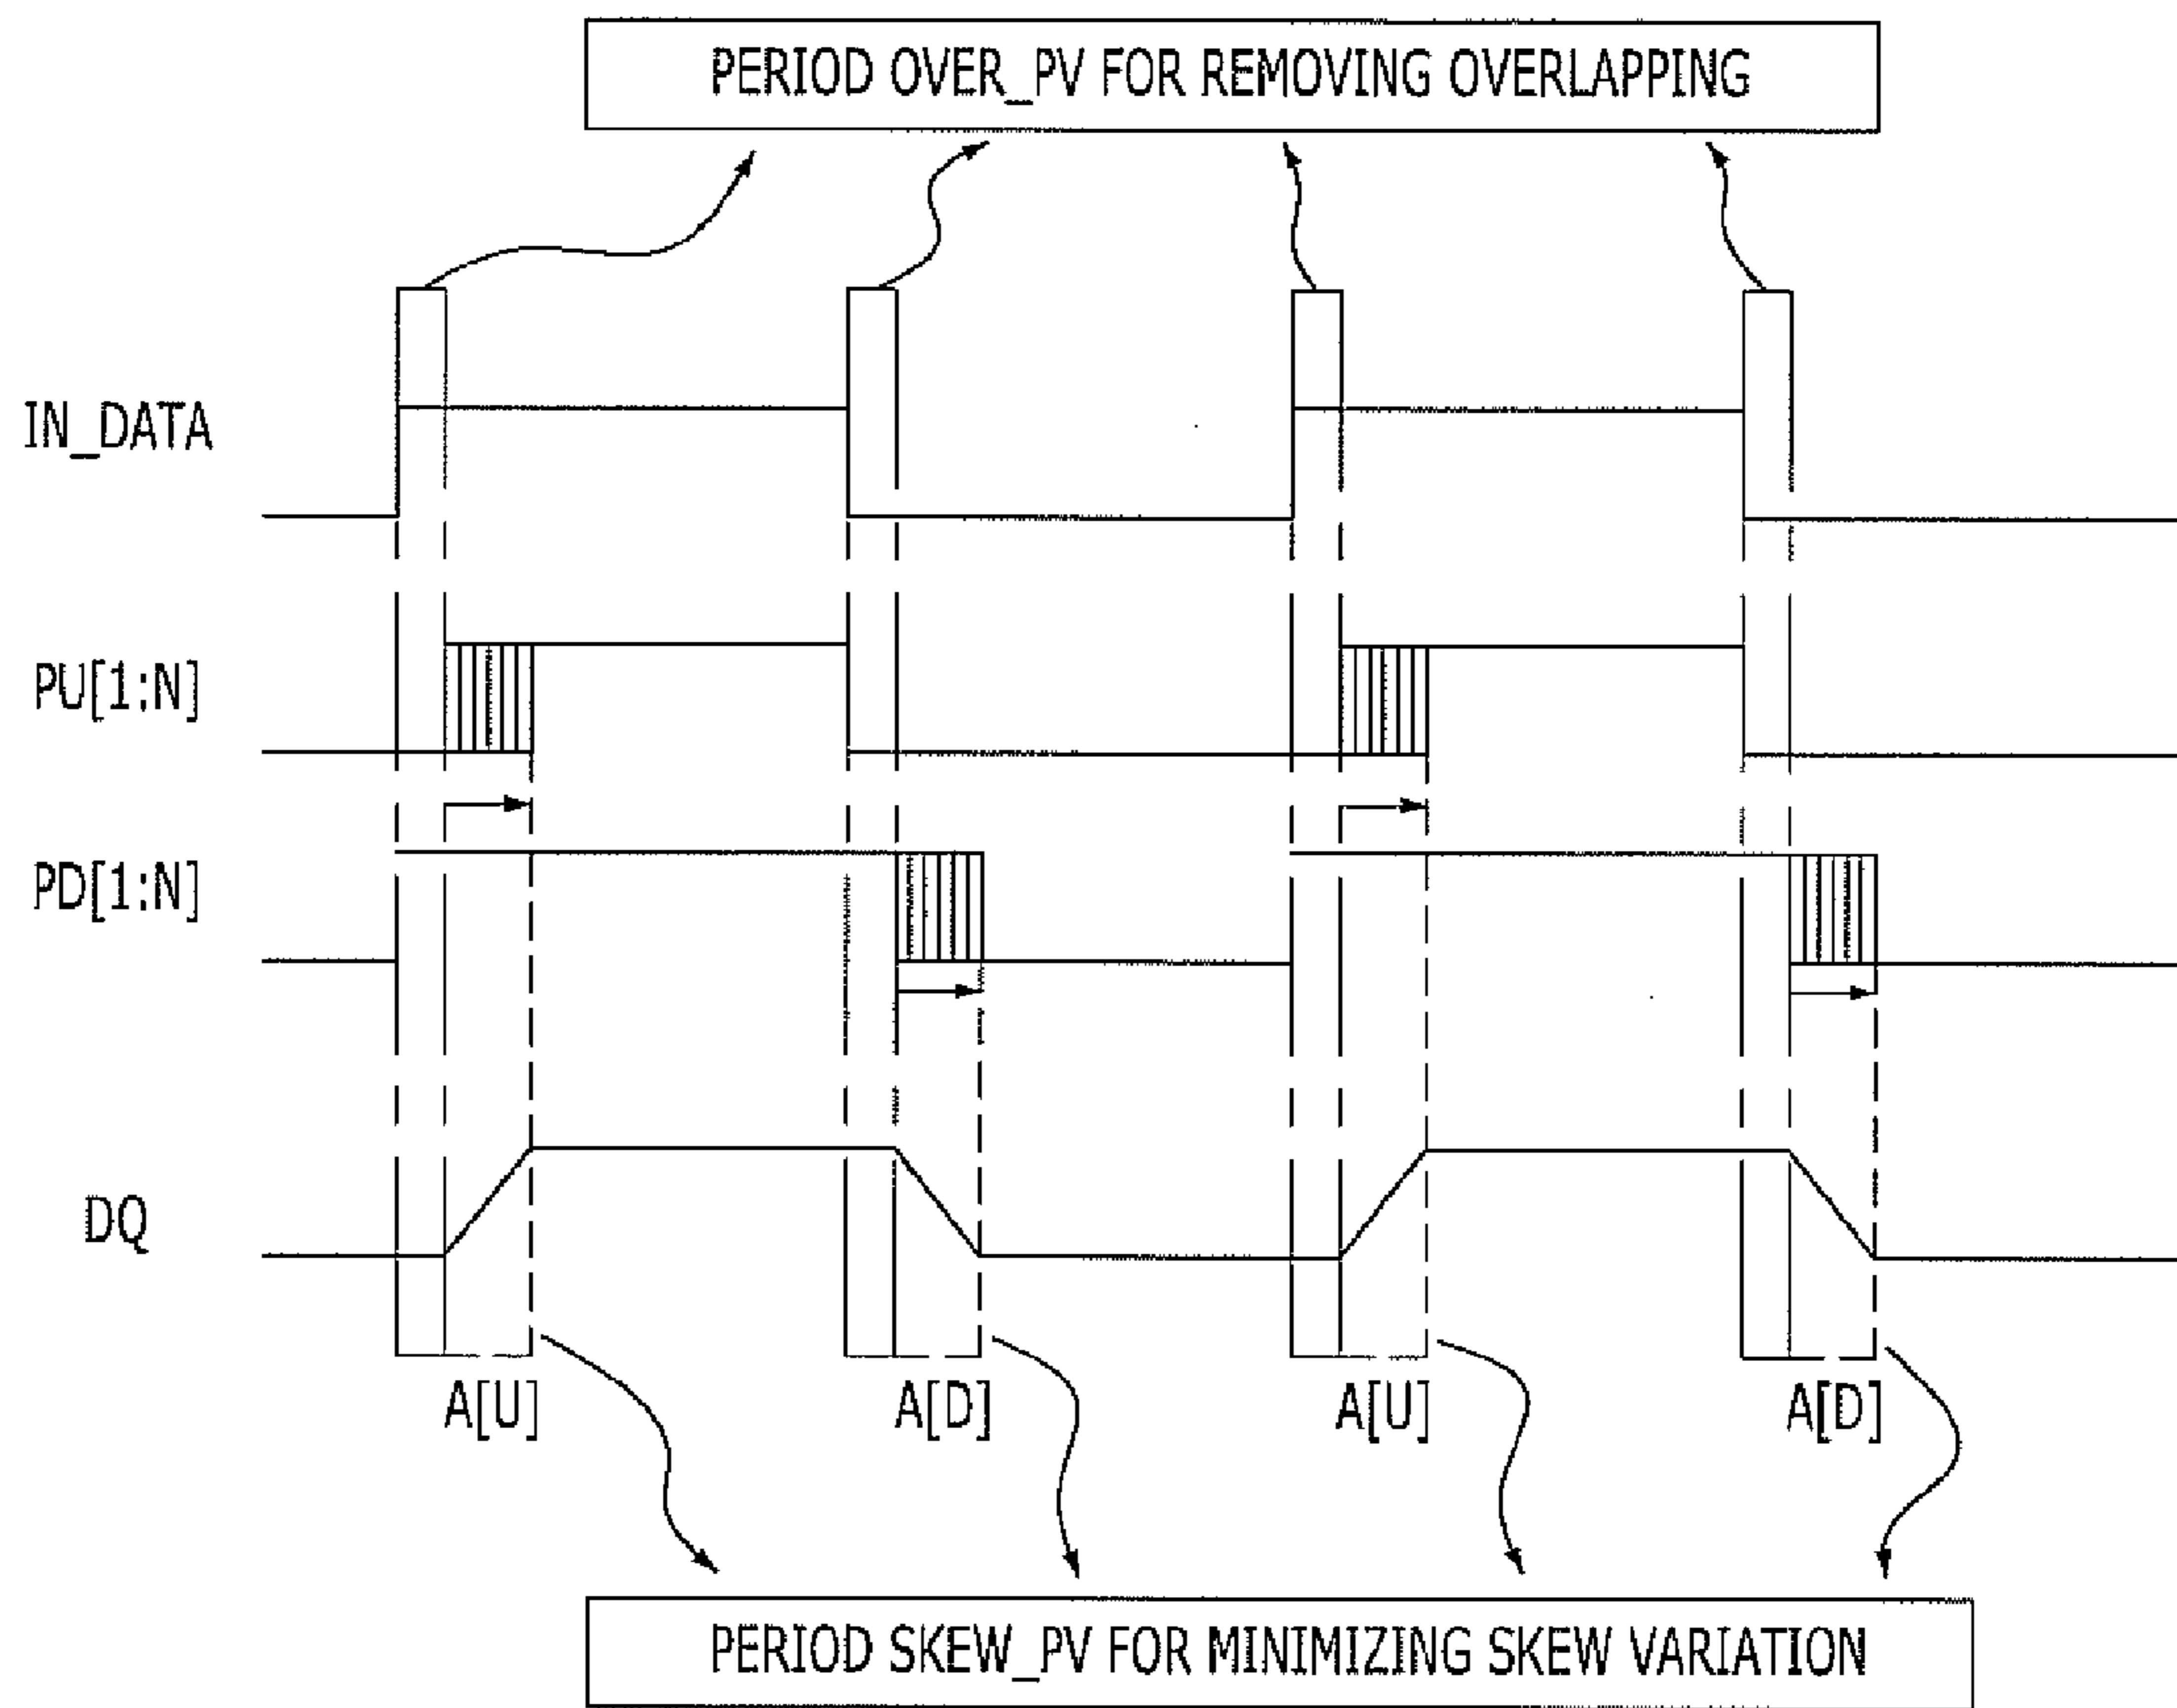 PERIOD OVER_PV FOR REMOVING OVERLAPPING
IN_DATA
PU[1:N]
PD[1:N]
DQ
A[U]
A[D]
A[U]
A[D]
PERIOD SKEW_PV FOR MINIMIZING SKEW VARIATION